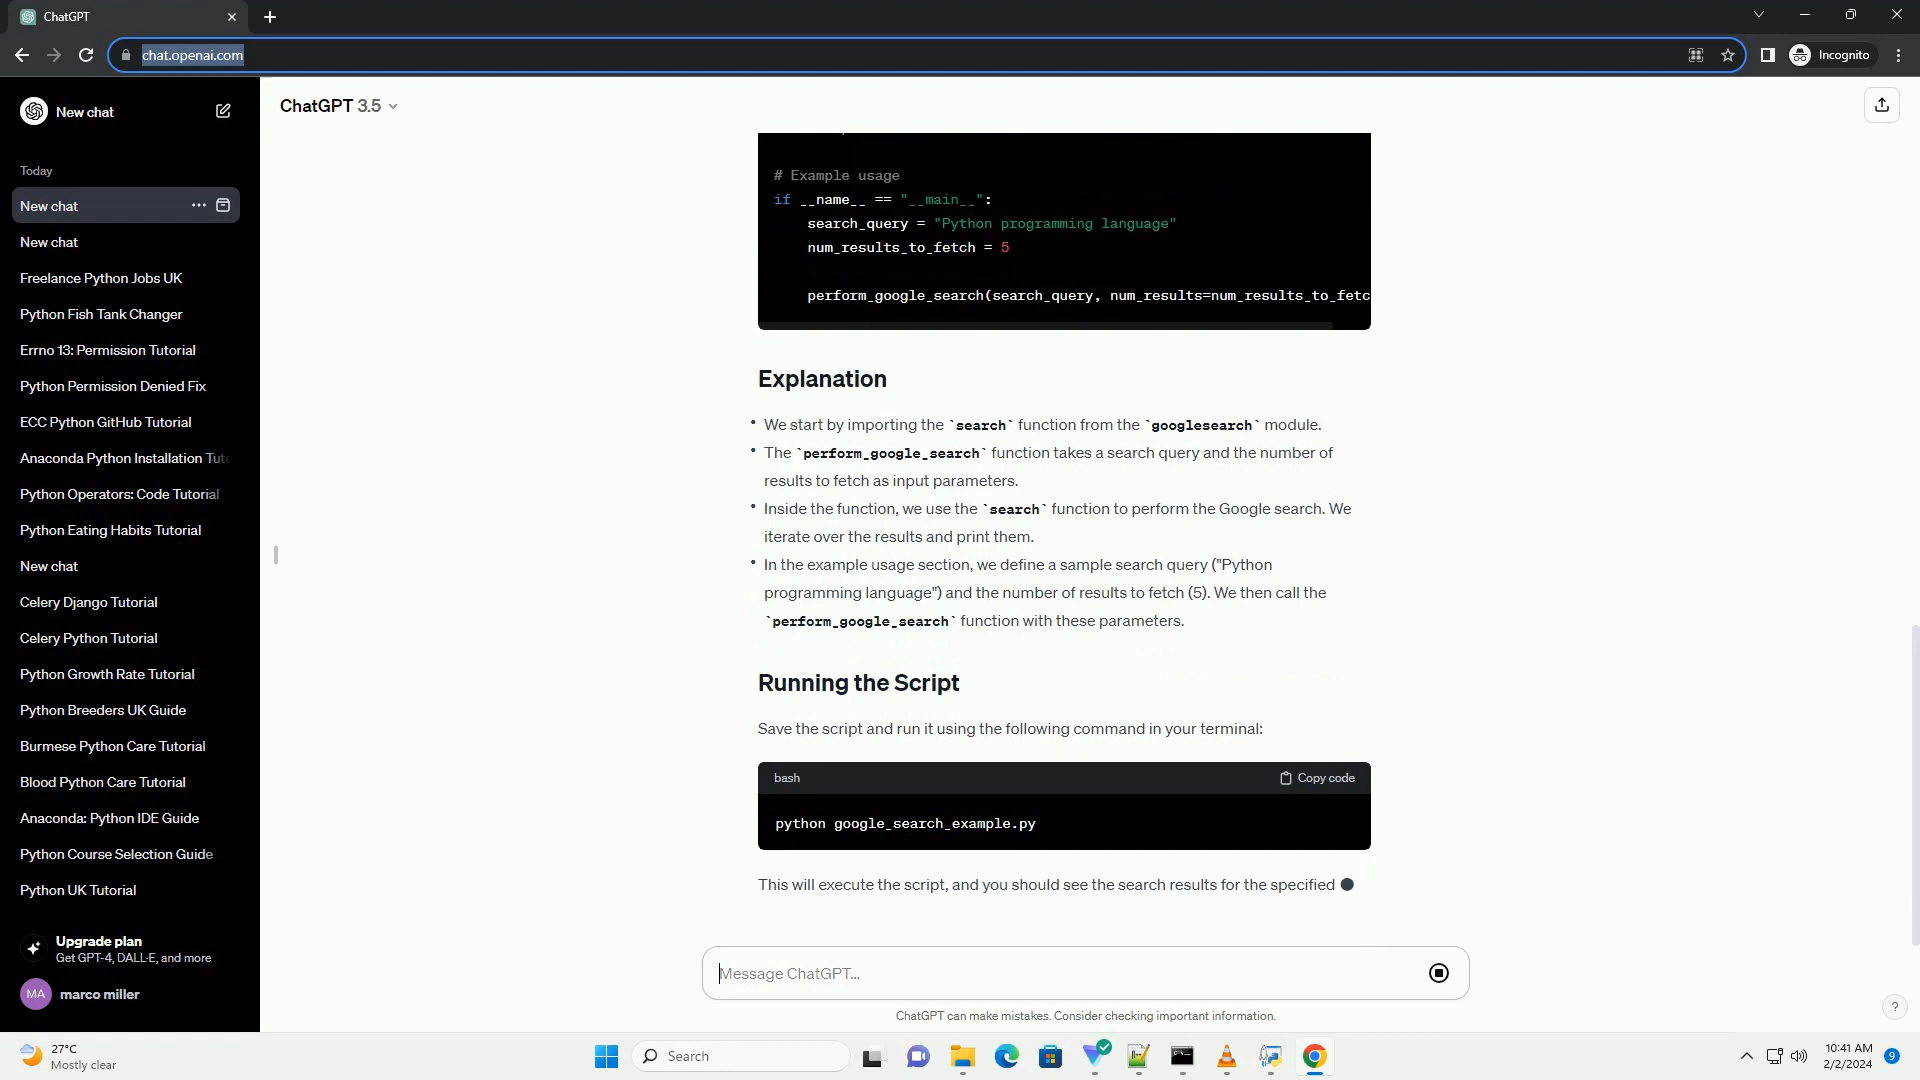 ChatGPT
chat.openai.com
Incognito
New chat
ChatGPT 3.5
Today
New chat
New chat
Freelance Python Jobs UK
Python Fish Tank Changer
Errno 13: Permission Tutorial
Python Permission Denied Fix
ECC Python GitHub Tutorial
Anaconda Python Installation Tut
Python Operators: Code Tutorial
Python Eating Habits Tutorial
New chat
Celery Django Tutorial
Celery Python Tutorial
Python Growth Rate Tutorial
Python Breeders UK Guide
Burmese Python Care Tutorial
Blood Python Care Tutorial
Anaconda: Python IDE Guide
Python Course Selection Guide
Python UK Tutorial
Upgrade plan
Get GPT-4, DALL·E, and more
MA marco miller
# Example usage
if __name__ == "__main__":
search_query = "Python programming language"
num_results_to_fetch = 5
perform_google_search(search_query, num_results=num_results_to_fetc
Explanation
• We start by importing the `search` function from the `googlesearch` module.
• The `perform_google_search` function takes a search query and the number of
results to fetch as input parameters.
• Inside the function, we use the `search` function to perform the Google search. We
iterate over the results and print them.
• In the example usage section, we define a sample search query ("Python
programming language") and the number of results to fetch (5). We then call the
`perform_google_search` function with these parameters.
Running the Script
Save the script and run it using the following command in your terminal:
bash Copy code
python google_search_example.py
This will execute the script, and you should see the search results for the specified
Message ChatGPT...
ChatGPT can make mistakes. Consider checking important information.
?
27°C
Mostly clear
Search
10:41 AM
2/2/2024
9